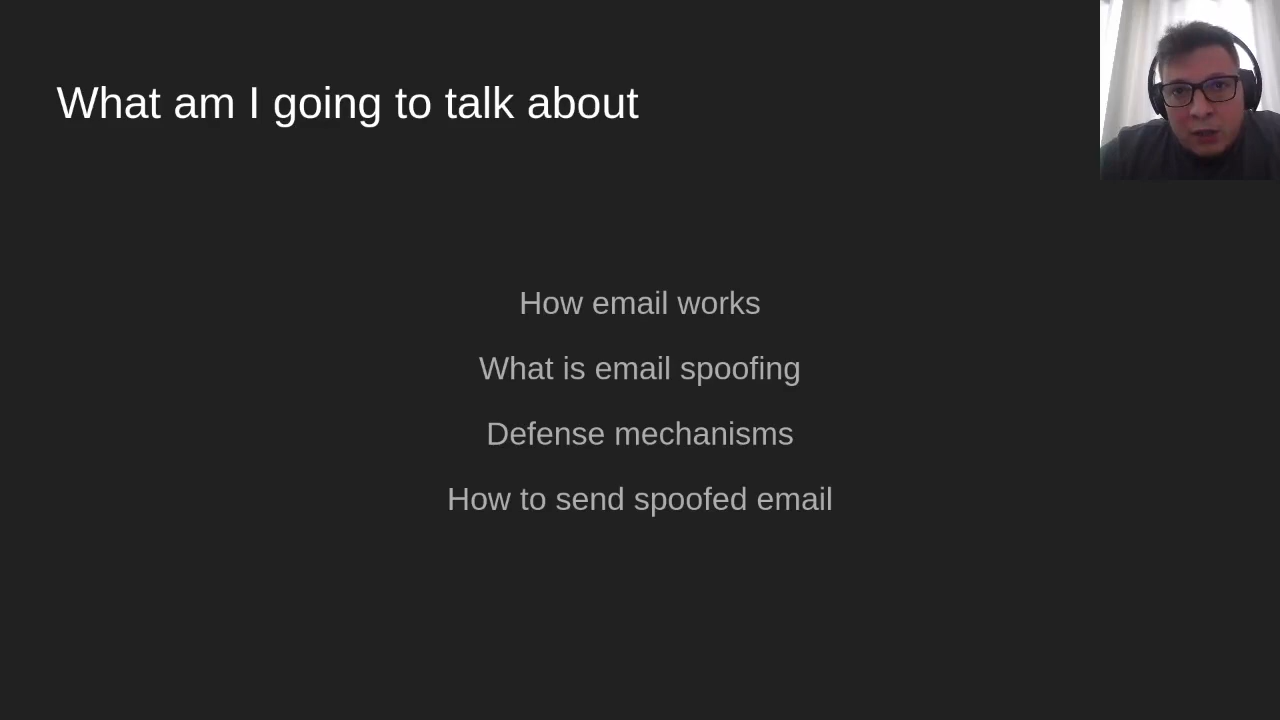 What am I going to talk about
How email works
What is email spoofing
Defense mechanisms
How to send spoofed email